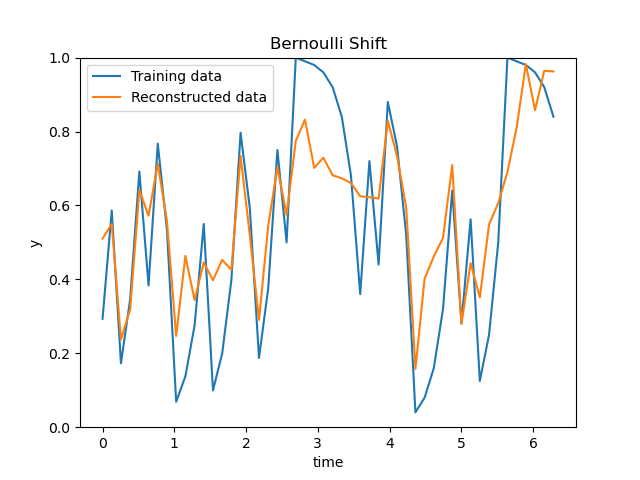 Bernoulli Shift
Training data
Reconstructed data
1.0
0.8
0.6
0.4
0.2
0.0
y
0 1 2 3 4 5 6
time